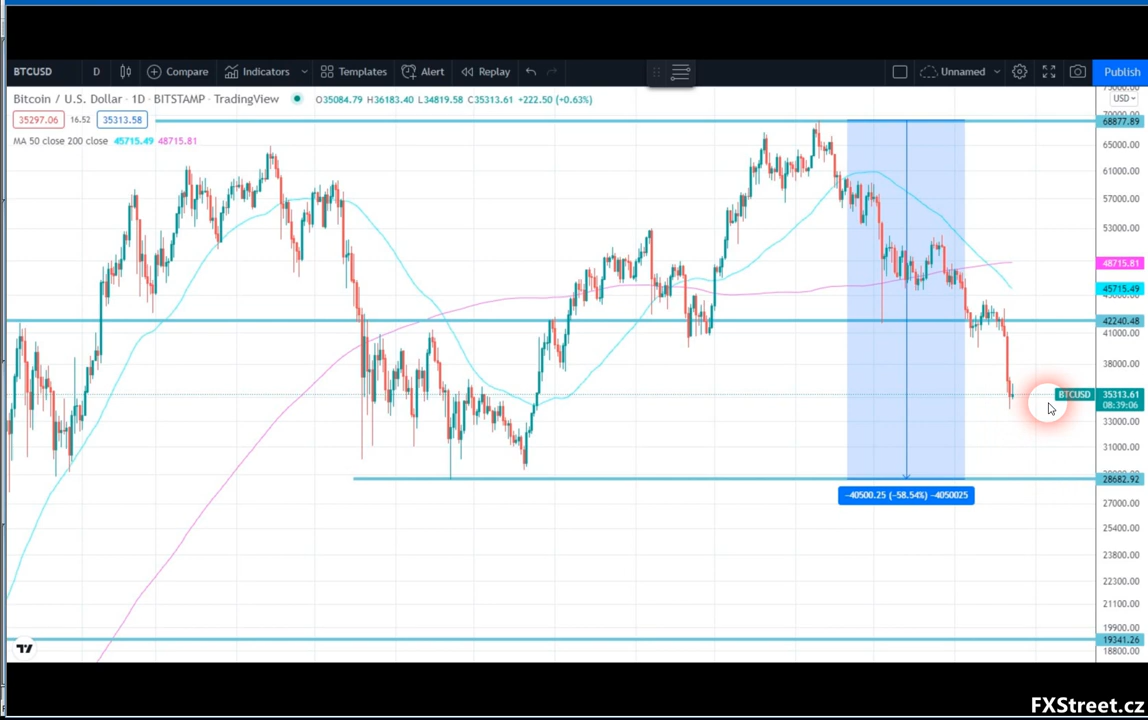 BTCUSD D Compare Indicators Templates Alert Replay Unnamed Publish
Bitcoin / U.S. Dollar · 1D · BITSTAMP · TradingView O35084.79 H36183.40 L34819.58 C35313.61 +222.50 (+0.63%)
USD
35297.06 16.52 35313.58
68877.89
MA 50 close 200 close 45715.49 48715.81
65000.00
61000.00
57000.00
53000.00
48715.81
45715.49
42240.48
41000.00
38000.00
BTCUSD 35313.61
08:39:06
33000.00
31000.00
28682.92
−40500.25 (−58.54%) −4050025
27000.00
25400.00
23800.00
22300.00
21100.00
19900.00
19341.26
18800.00
FXStreet.cz